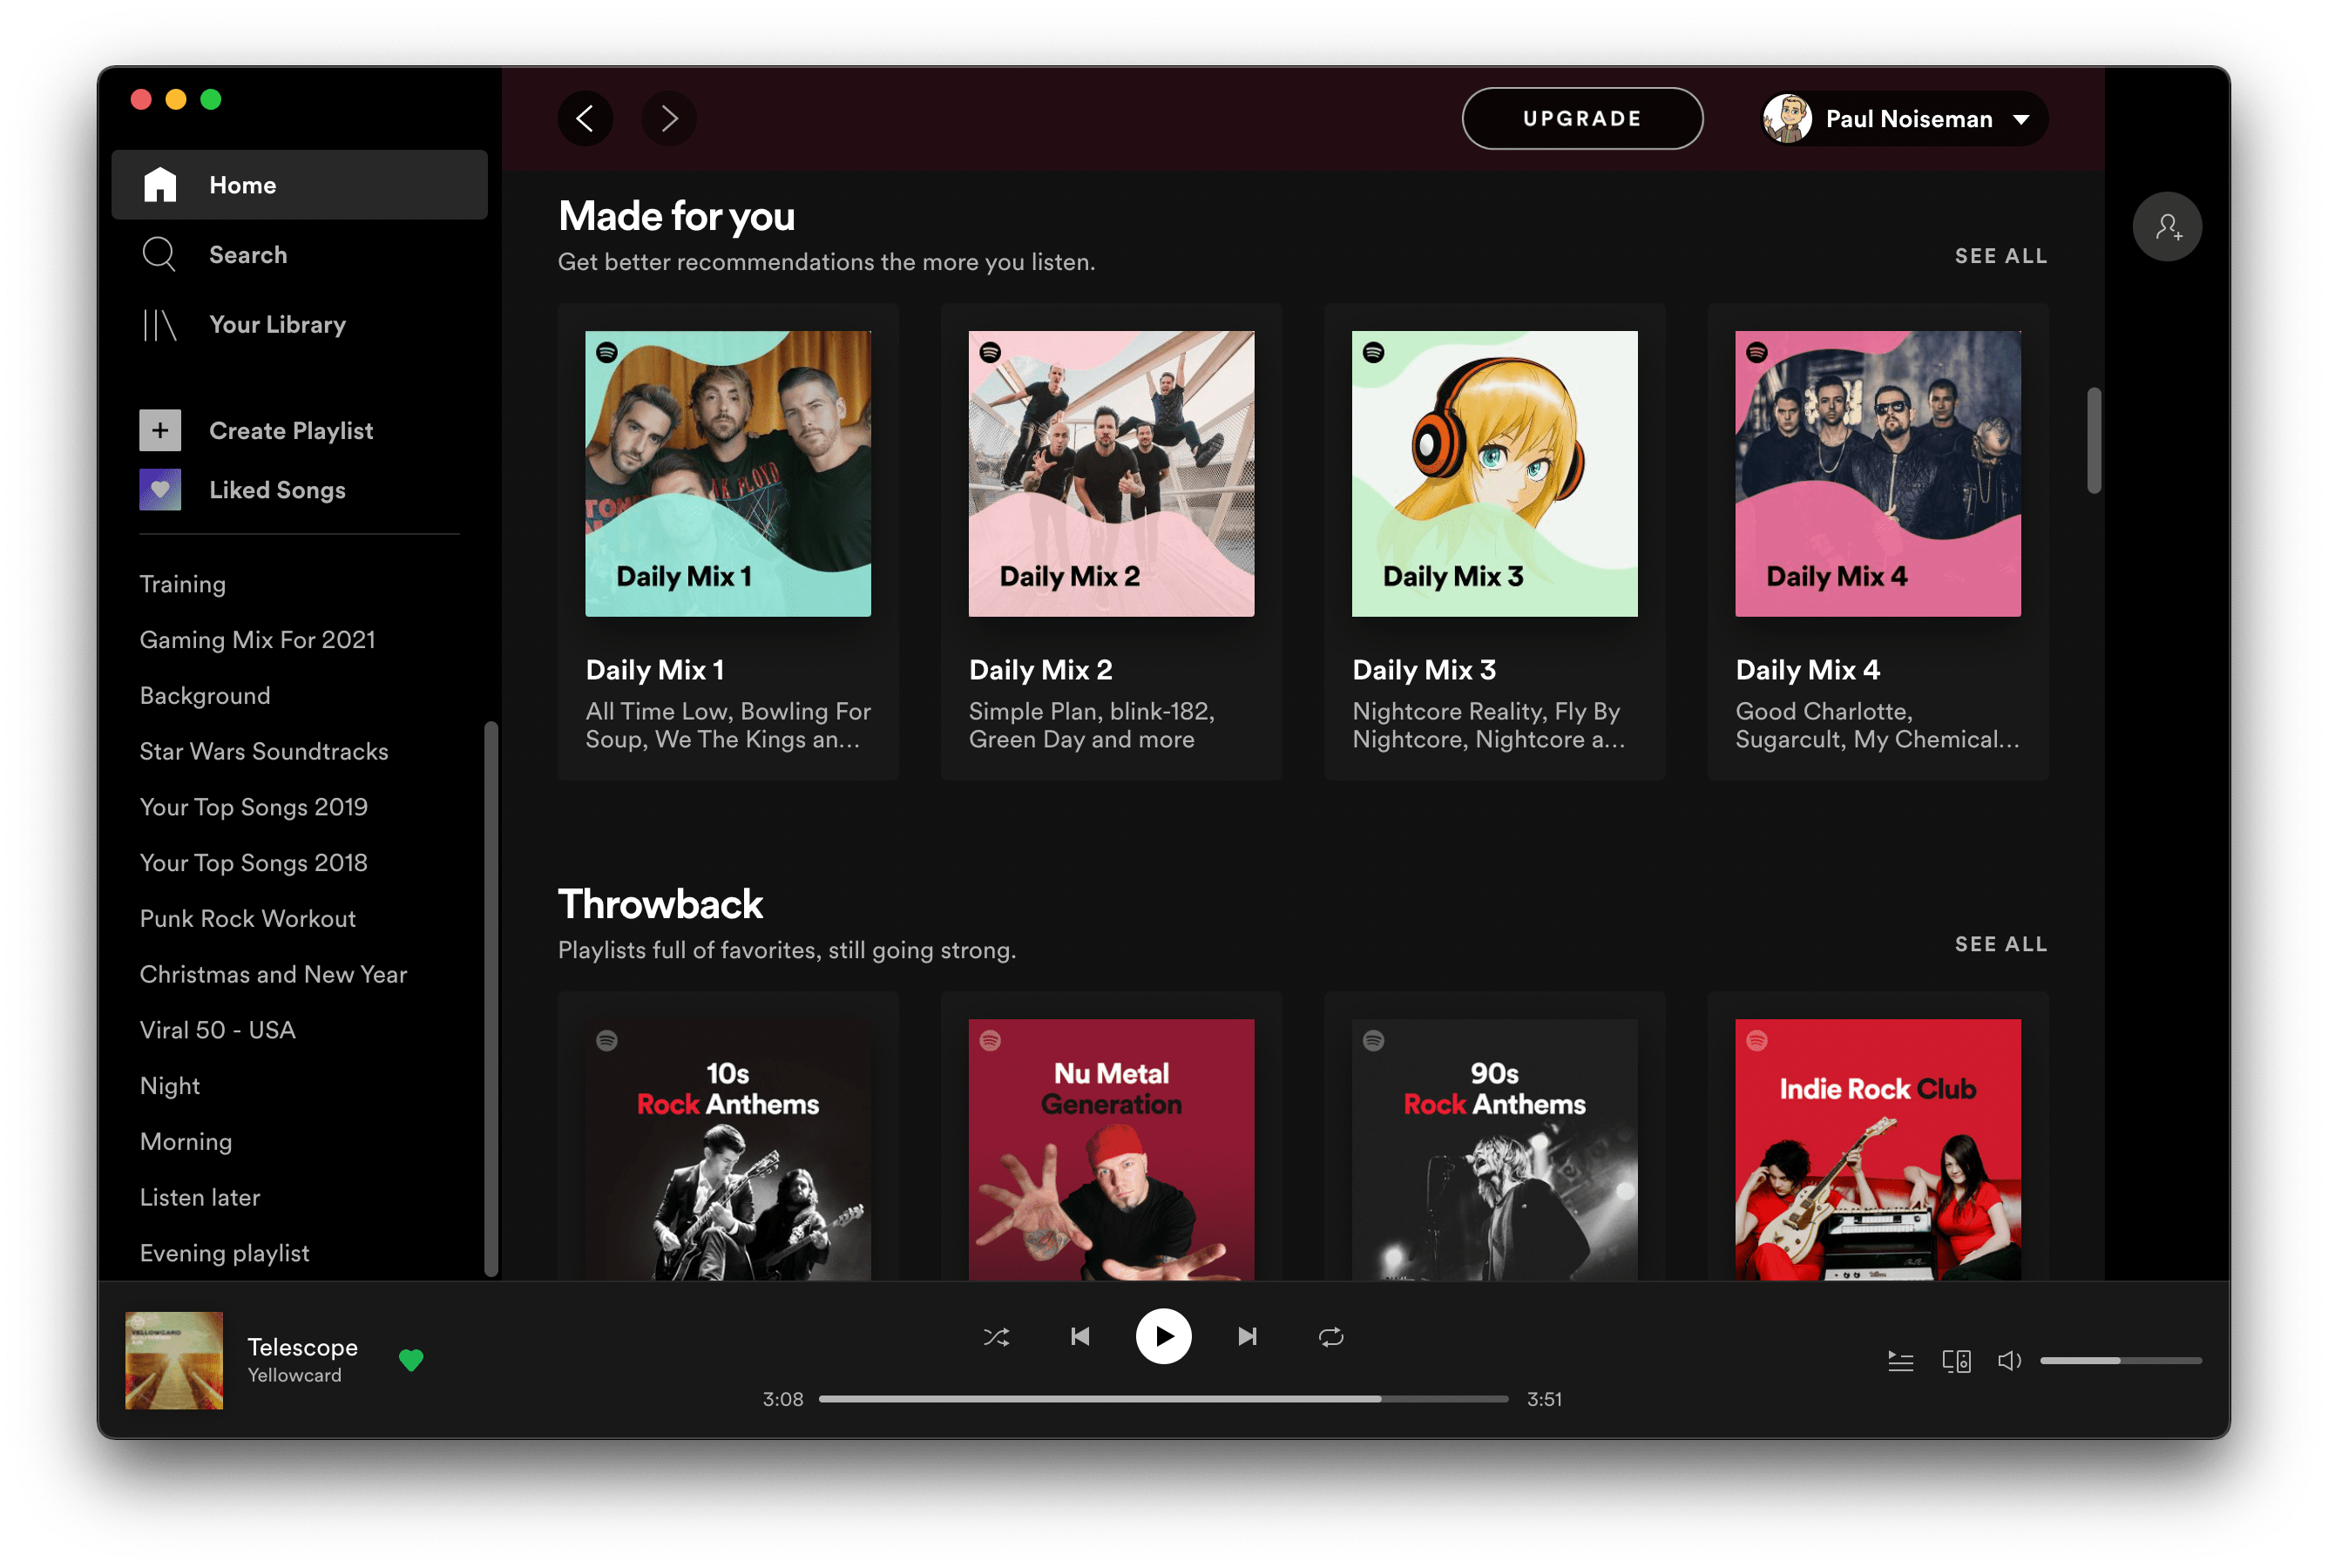 Home
Search
Your Library
Create Playlist
Liked Songs
Training
Gaming Mix For 2021
Background
Star Wars Soundtracks
Your Top Songs 2019
Your Top Songs 2018
Punk Rock Workout
Christmas and New Year
Viral 50 - USA
Night
Morning
Listen later
Evening playlist
UPGRADE
Paul Noiseman
Made for you
Get better recommendations the more you listen.
SEE ALL
PINK FLOYD
Daily Mix 1
Daily Mix 2
Daily Mix 3
Daily Mix 4
Daily Mix 1
All Time Low, Bowling For
Soup, We The Kings an...
Daily Mix 2
Simple Plan, blink-182,
Green Day and more
Daily Mix 3
Nightcore Reality, Fly By
Nightcore, Nightcore a...
Daily Mix 4
Good Charlotte,
Sugarcult, My Chemical...
Throwback
Playlists full of favorites, still going strong.
SEE ALL
10s
Rock Anthems
Nu Metal
Generation
90s
Rock Anthems
Indie Rock Club
YELLOWCARD
Telescope
Yellowcard
3:08
3:51